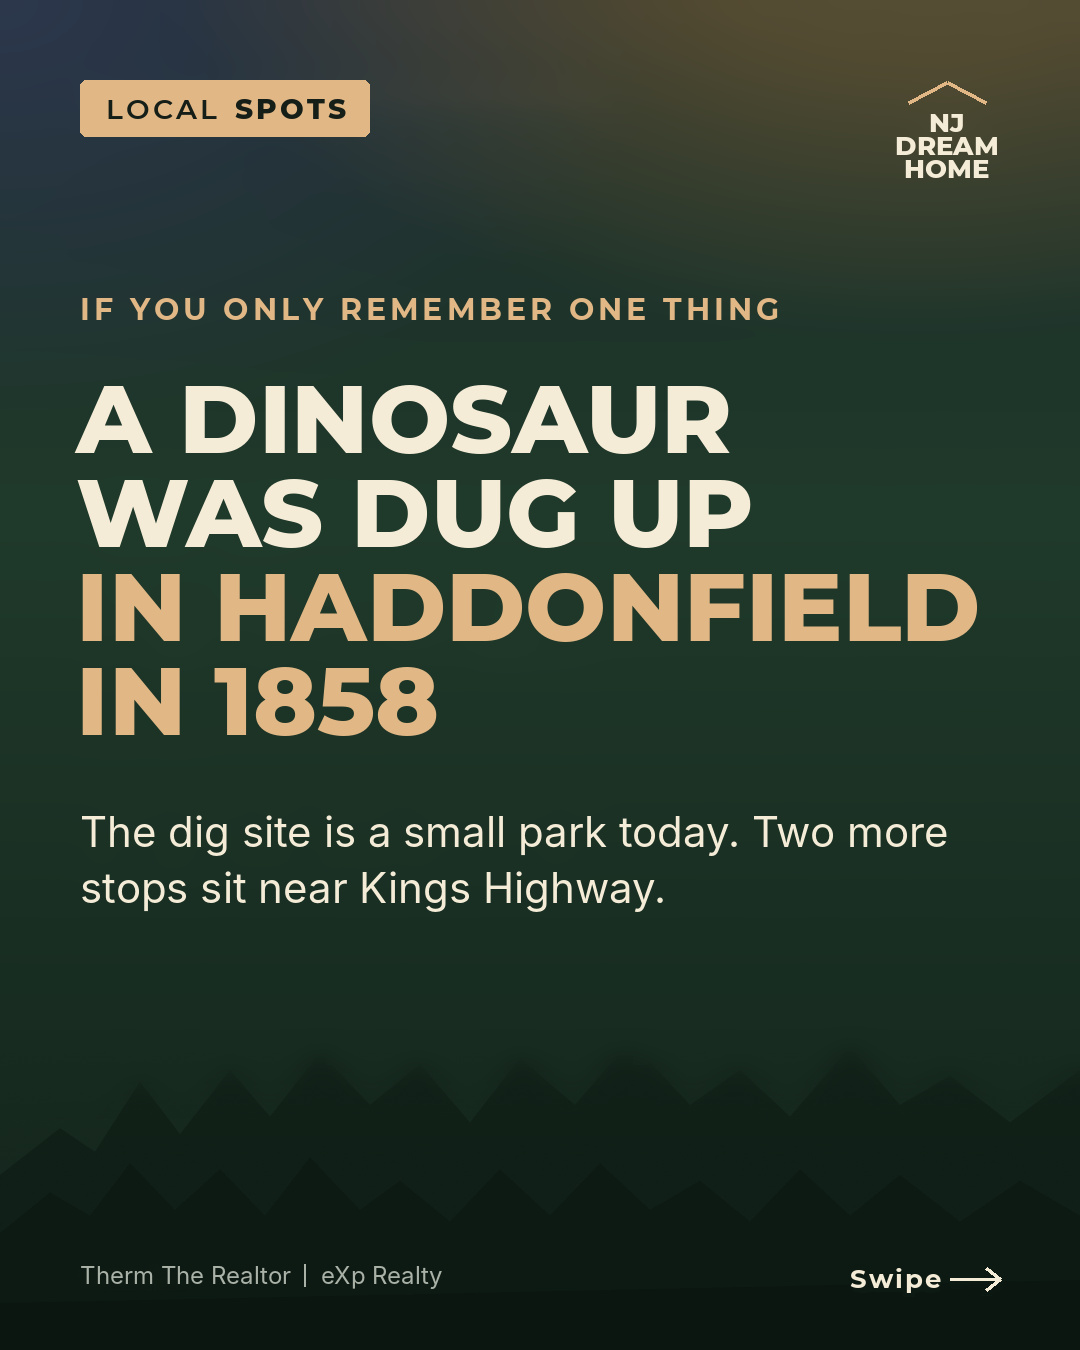 LOCAL SPOTS
NJ
DREAM
HOME
IF YOU ONLY REMEMBER ONE THING
A DINOSAUR
WAS DUG UP
IN HADDONFIELD
IN 1858
The dig site is a small park today. Two more
stops sit near Kings Highway.
Therm The Realtor | eXp Realty
Swipe